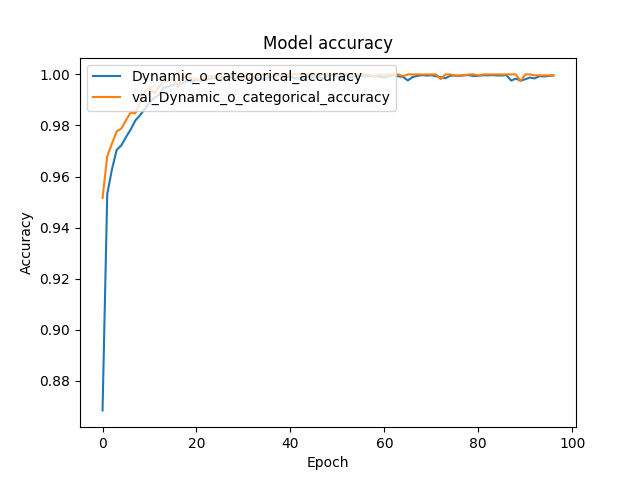 Model accuracy
Dynamic_o_categorical_accuracy
val_Dynamic_o_categorical_accuracy
1.00
0.98
0.96
0.94
0.92
0.90
0.88
Accuracy
0 20 40 60 80 100
Epoch